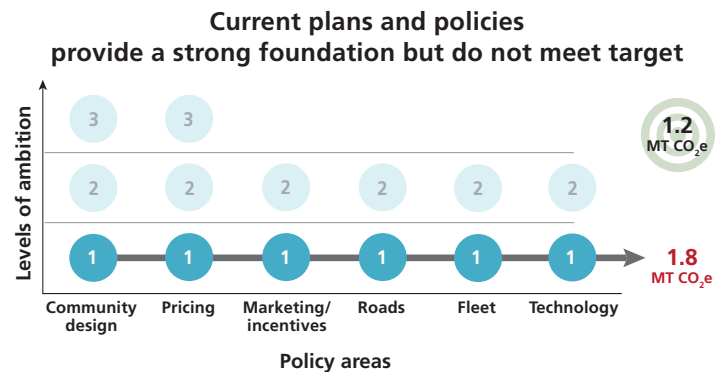 Current plans and policies
provide a strong foundation but do not meet target
Levels of ambition
3 3
1.2
MT CO₂e
2 2 2 2 2 2
1 1 1 1 1 1
1.8
MT CO₂e
Community design
Pricing
Marketing/
incentives
Roads
Fleet
Technology
Policy areas